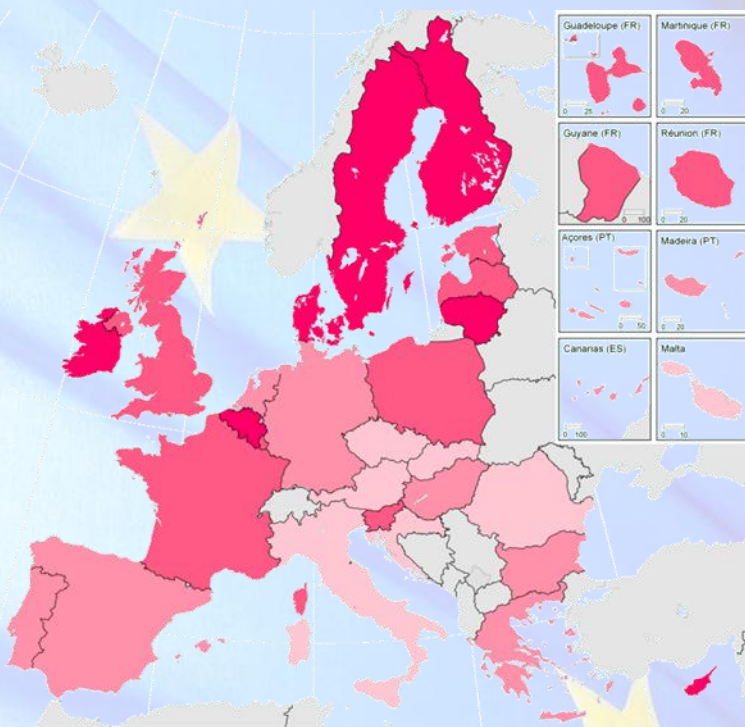 Guadeloupe (FR)
0 25
Martinique (FR)
0 20
Guyane (FR)
0 100
Réunion (FR)
0 20
Açores (PT)
0 50
Madeira (PT)
0 20
Canarias (ES)
0 100
Malta
0 10